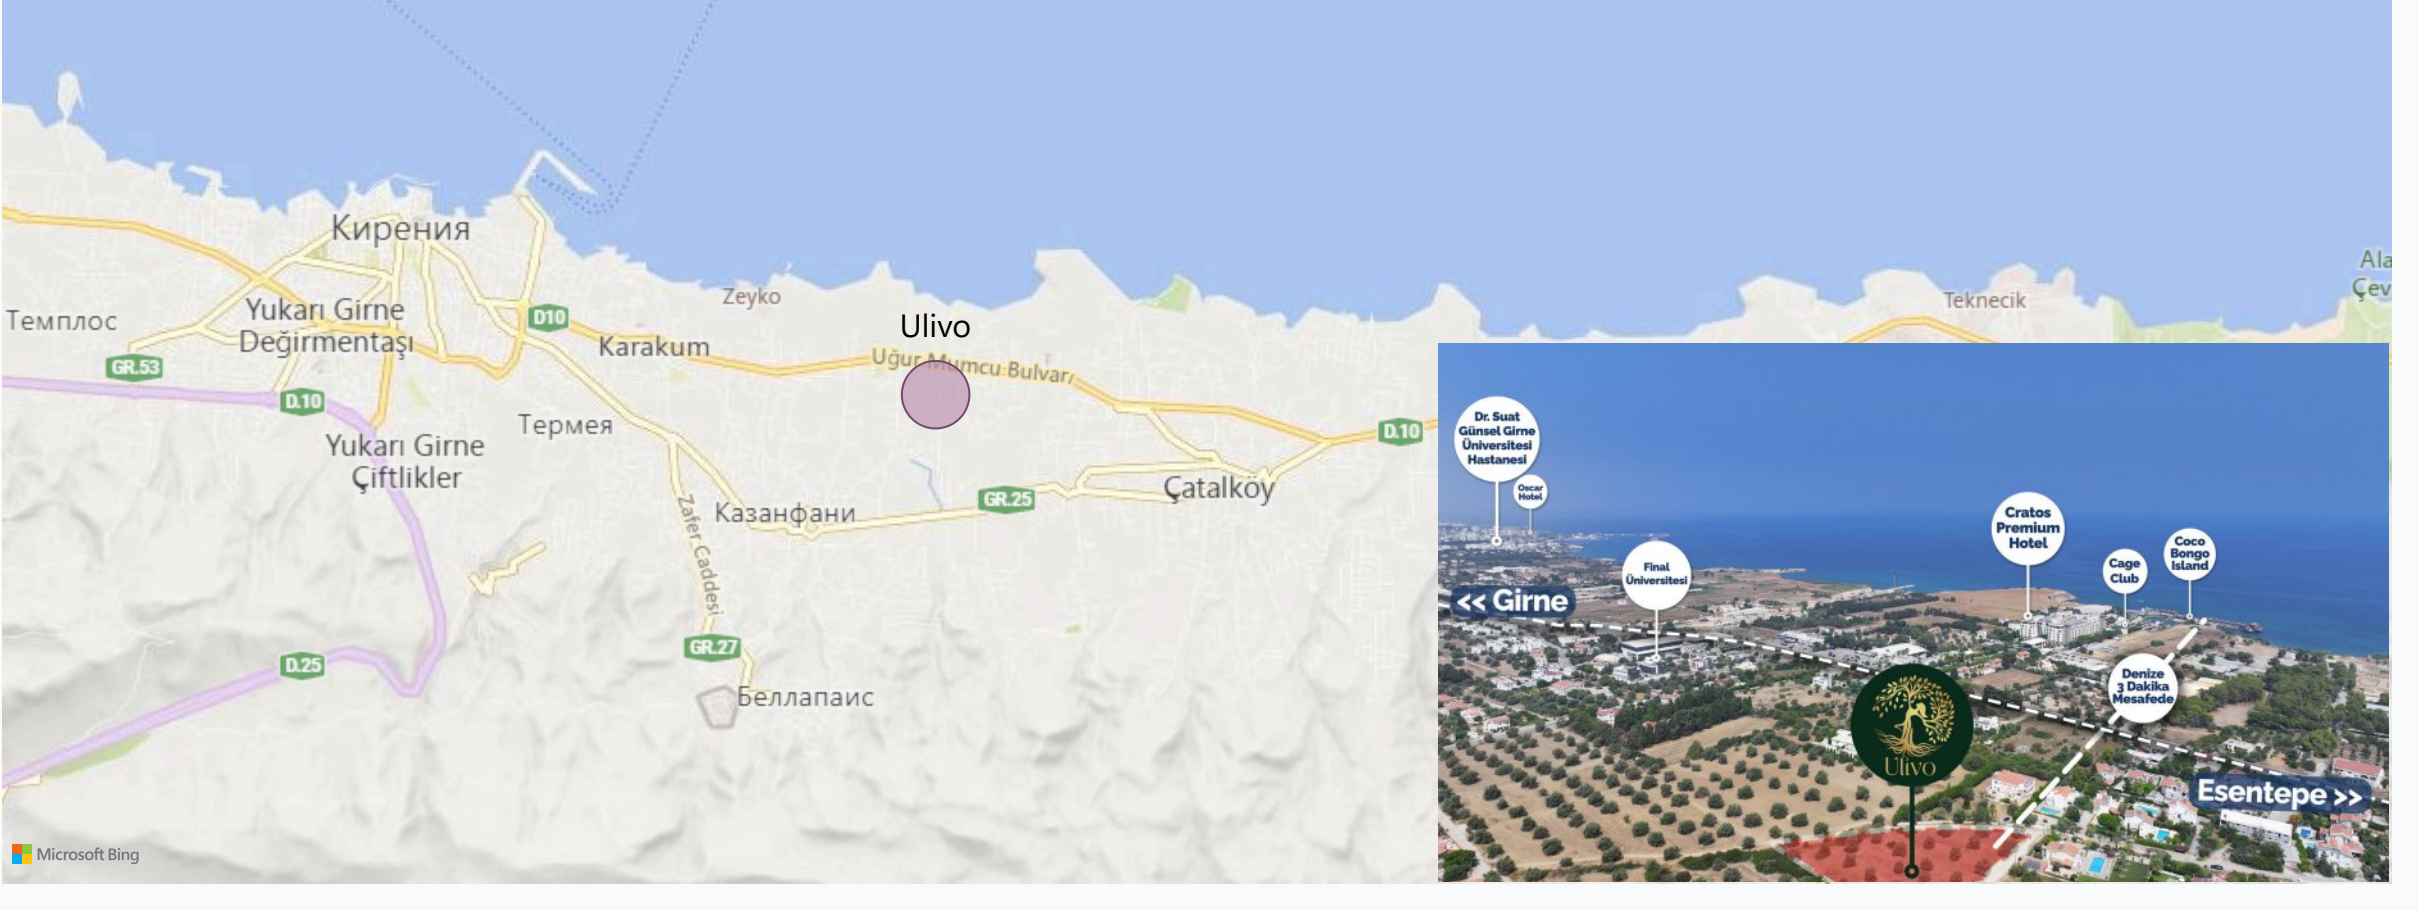 Кирения
Yukarı Girne
Değirmentaşı
Темплос
GR.53
D.10
D10
Karakum
Zeyko
Ulivo
Uğur Mumcu Bulvarı
Teknecik
Ala
Çev
Yukarı Girne
Çiftlikler
Термея
Казанфани
GR.25
Çatalköy
D.10
Zafer Caddesi
GR.27
Беллапаис
D.25
Microsoft Bing
Dr. Suat
Günsel Girne
Üniversitesi
Hastanesi
Oscar
Hotel
Final
Üniversitesi
<< Girne
Cratos
Premium
Hotel
Cage
Club
Coco
Bongo
Island
Denize
3 Dakika
Mesafede
Ulivo
Esentepe >>